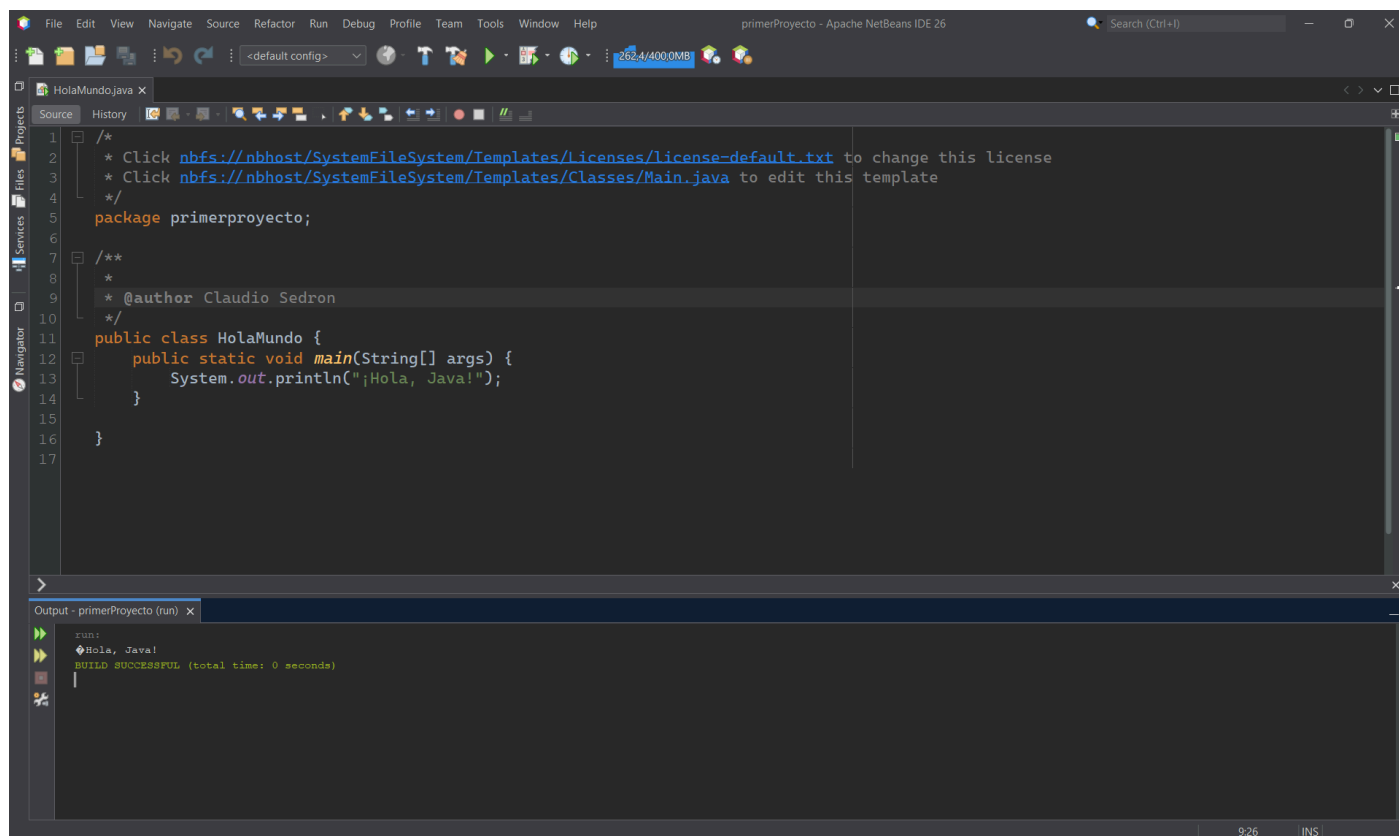 File Edit View Navigate Source Refactor Run Debug Profile Team Tools Window Help primerProyecto - Apache NetBeans IDE 26 Search (Ctrl+I)
<default config> 262,4/400,0MB
HolaMundo.java
Source History
Projects
Files
Services
Navigator
1 /*
2 * Click nbfs://nbhost/SystemFileSystem/Templates/Licenses/license-default.txt to change this license
3 * Click nbfs://nbhost/SystemFileSystem/Templates/Classes/Main.java to edit this template
4 */
5 package primerproyecto;
6
7 /**
8 *
9 * @author Claudio Sedron
10 */
11 public class HolaMundo {
12 public static void main(String[] args) {
13 System.out.println("¡Hola, Java!");
14 }
15
16 }
17
Output - primerProyecto (run)
run:
�Hola, Java!
BUILD SUCCESSFUL (total time: 0 seconds)
9:26 INS